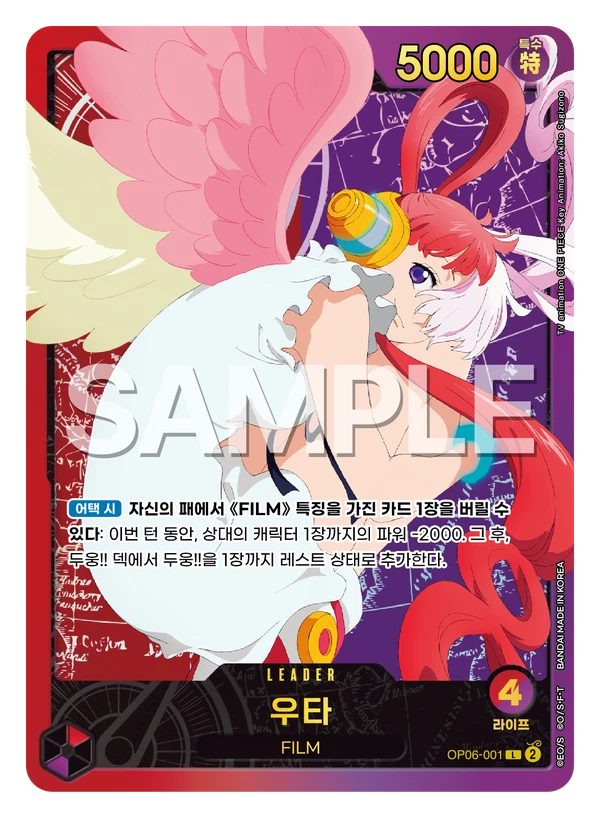 5000
특수
特
TV animation ONE PIECE Key Animation: Akiko Sugizono
SAMPLE
어택 시 자신의 패에서 《FILM》 특징을 가진 카드 1장을 버릴 수
있다: 이번 턴 동안, 상대의 캐릭터 1장까지의 파워 -2000. 그 후,
두웅!! 덱에서 두웅!!을 1장까지 레스트 상태로 추가한다.
LEADER
우타
FILM
4
라이프
OP06-001 L 2
©E.O/S ©O/S·F·T BANDAI MADE IN KOREA